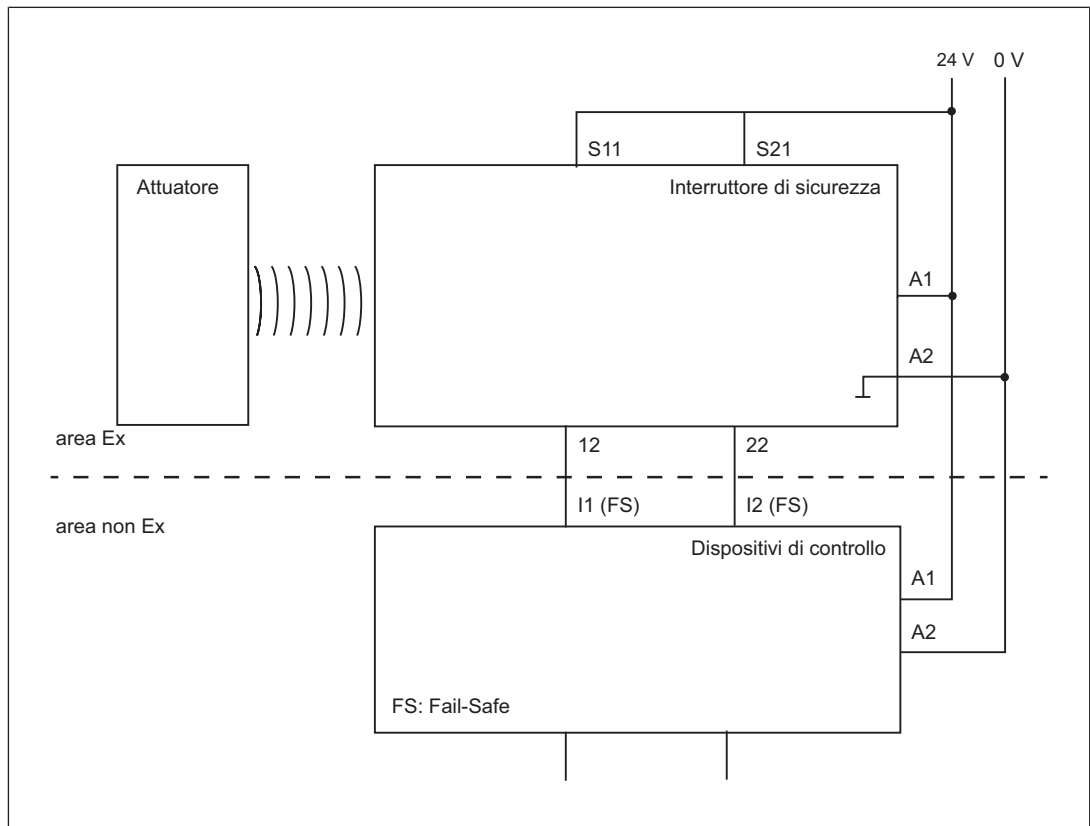 24 V
0 V
S11
S21
Attuatore
Interruttore di sicurezza
A1
A2
area Ex
12
22
area non Ex
I1 (FS)
I2 (FS)
Dispositivi di controllo
A1
A2
FS: Fail-Safe